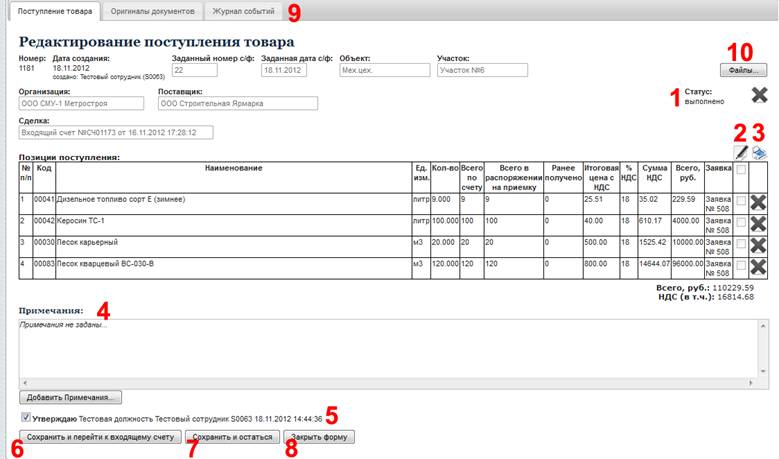 Поступление товара Оригиналы документов Журнал событий 9
Редактирование поступления товара
Номер: Дата создания: Заданный номер с/ф: Заданная дата с/ф: Объект: Участок: 10
1181 18.11.2012 22 18.11.2012 Мех.цех. Участок №6 Файлы...
создано: Тестовый сотрудник (S0063)
Организация: Поставщик: 1 Статус:
ООО СМУ-1 Метростроя ООО Строительная Ярмарка выполнено
Сделка:
Входящий счет №СЧ01173 от 16.11.2012 17:28:12
2 3
Позиции поступления:
№ п/п Код Наименование Ед. изм. Кол-во Всего по счету Всего в распоряжении на приемку Ранее получено Итоговая цена с НДС % НДС Сумма НДС Всего, руб. Заявка
1 00041 Дизельное топливо сорт Е (зимнее) литр 9.000 9 9 0 25.51 18 35.02 229.59 Заявка № 508
2 00042 Керосин ТС-1 литр 100.000 100 100 0 40.00 18 610.17 4000.00 Заявка № 508
3 00030 Песок карьерный м3 20.000 20 20 0 500.00 18 1525.42 10000.00 Заявка № 508
4 00083 Песок кварцевый ВС-030-В м3 120.000 120 120 0 800.00 18 14644.07 96000.00 Заявка № 508
Всего, руб.: 110229.59
НДС (в т.ч.): 16814.68
Примечания: 4
Примечания не заданы...
Добавить Примечания...
Утверждаю Тестовая должность Тестовый сотрудник S0063 18.11.2012 14:44:36 5
Сохранить и перейти к входящему счету Сохранить и остаться Закрыть форму
6 7 8